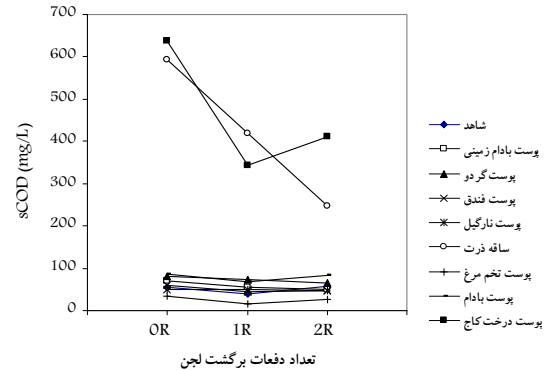 700
600
500
400
300
200
100
0
sCOD (mg/L)
0R 1R 2R
تعداد دفعات برگشت لجن
شاهد
پوست بادام زمینی
پوست گردو
پوست فندق
پوست نارگیل
ساقه ذرت
پوست تخم مرغ
پوست بادام
پوست درخت کاج